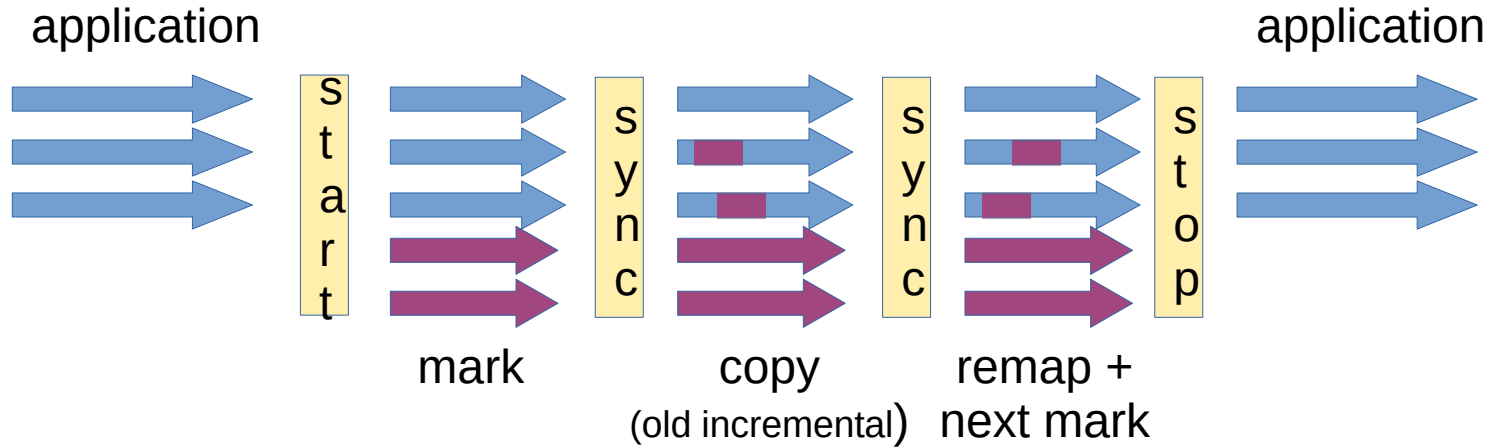 application
application
start
sync
sync
stop
mark
copy
(old incremental)
remap +
next mark